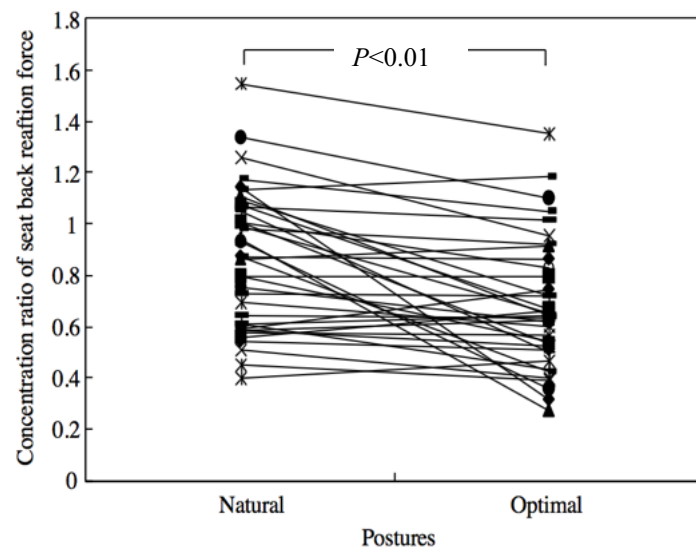 Concentration ratio of seat back reaftion force
1.8
1.6
1.4
1.2
1
0.8
0.6
0.4
0.2
0
P<0.01
Natural
Optimal
Postures